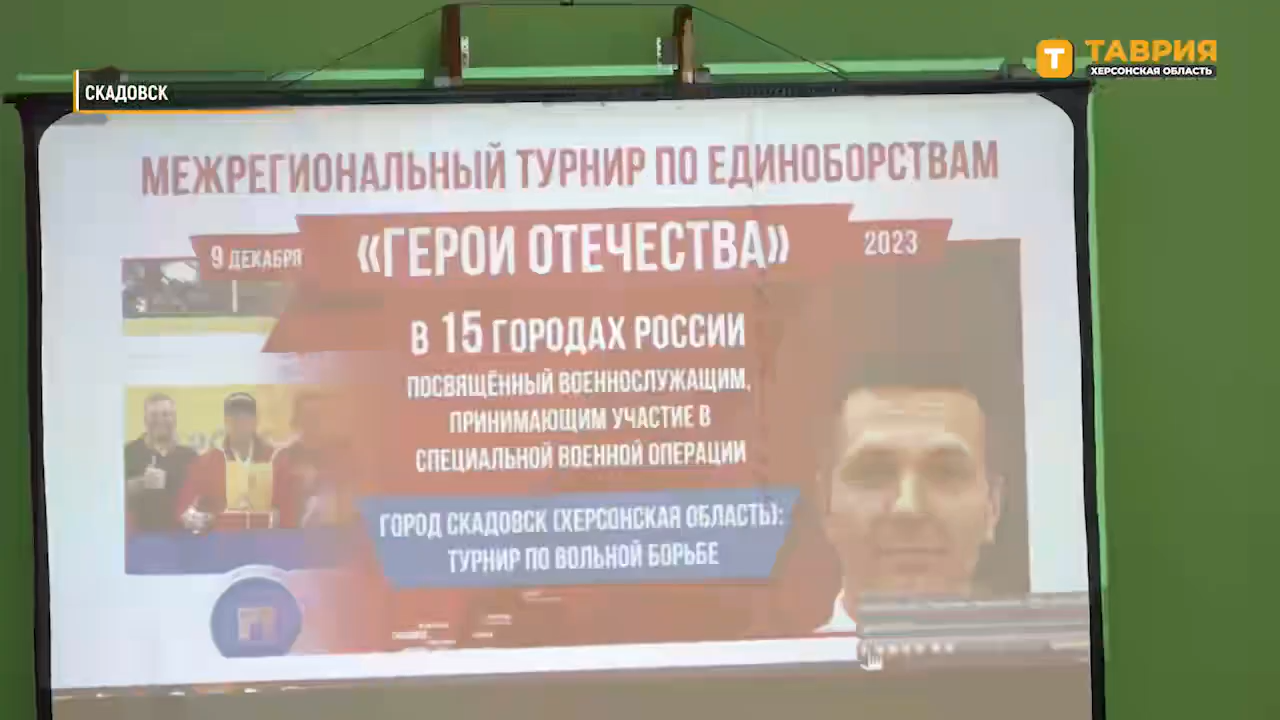 ТАВРИЯ
ХЕРСОНСКАЯ ОБЛАСТЬ
СКАДОВСК
МЕЖРЕГИОНАЛЬНЫЙ ТУРНИР ПО ЕДИНОБОРСТВАМ
9 ДЕКАБРЯ «ГЕРОИ ОТЕЧЕСТВА» 2023
В 15 ГОРОДАХ РОССИИ
ПОСВЯЩЁННЫЙ ВОЕННОСЛУЖАЩИМ,
ПРИНИМАЮЩИМ УЧАСТИЕ В
СПЕЦИАЛЬНОЙ ВОЕННОЙ ОПЕРАЦИИ
ГОРОД СКАДОВСК (ХЕРСОНСКАЯ ОБЛАСТЬ):
ТУРНИР ПО ВОЛЬНОЙ БОРЬБЕ